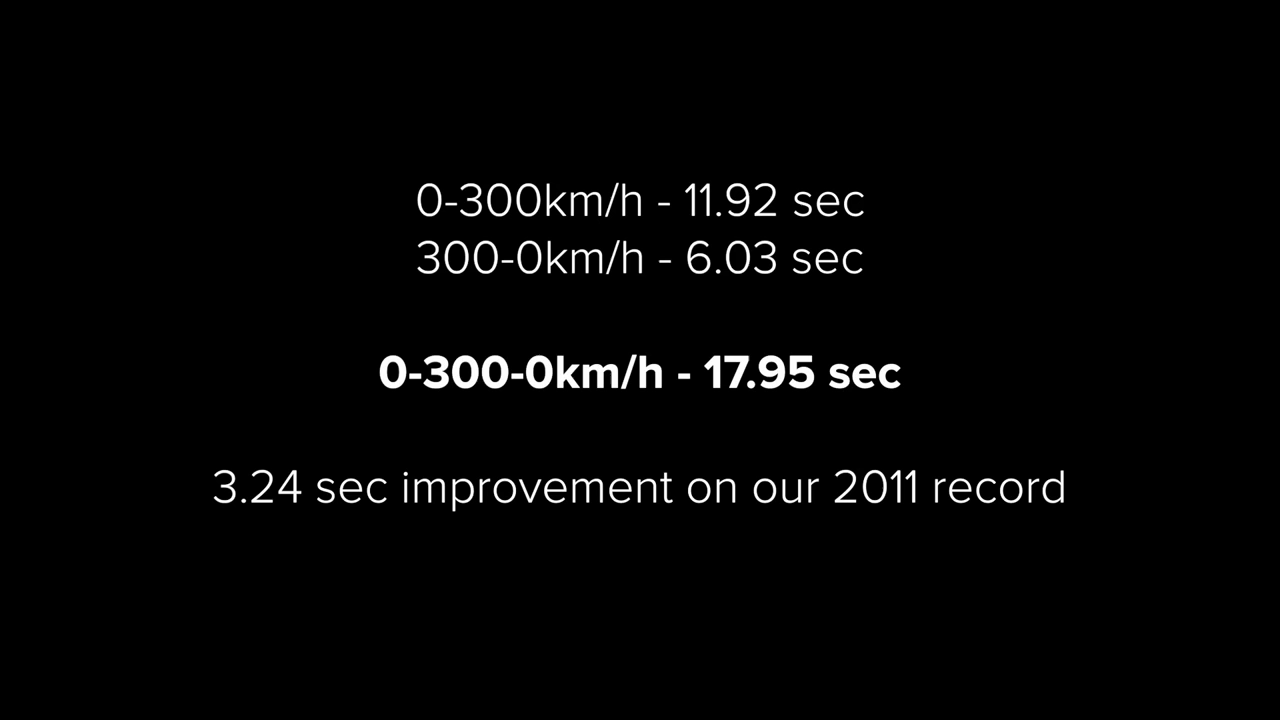 0-300km/h - 11.92 sec
300-0km/h - 6.03 sec
0-300-0km/h - 17.95 sec
3.24 sec improvement on our 2011 record